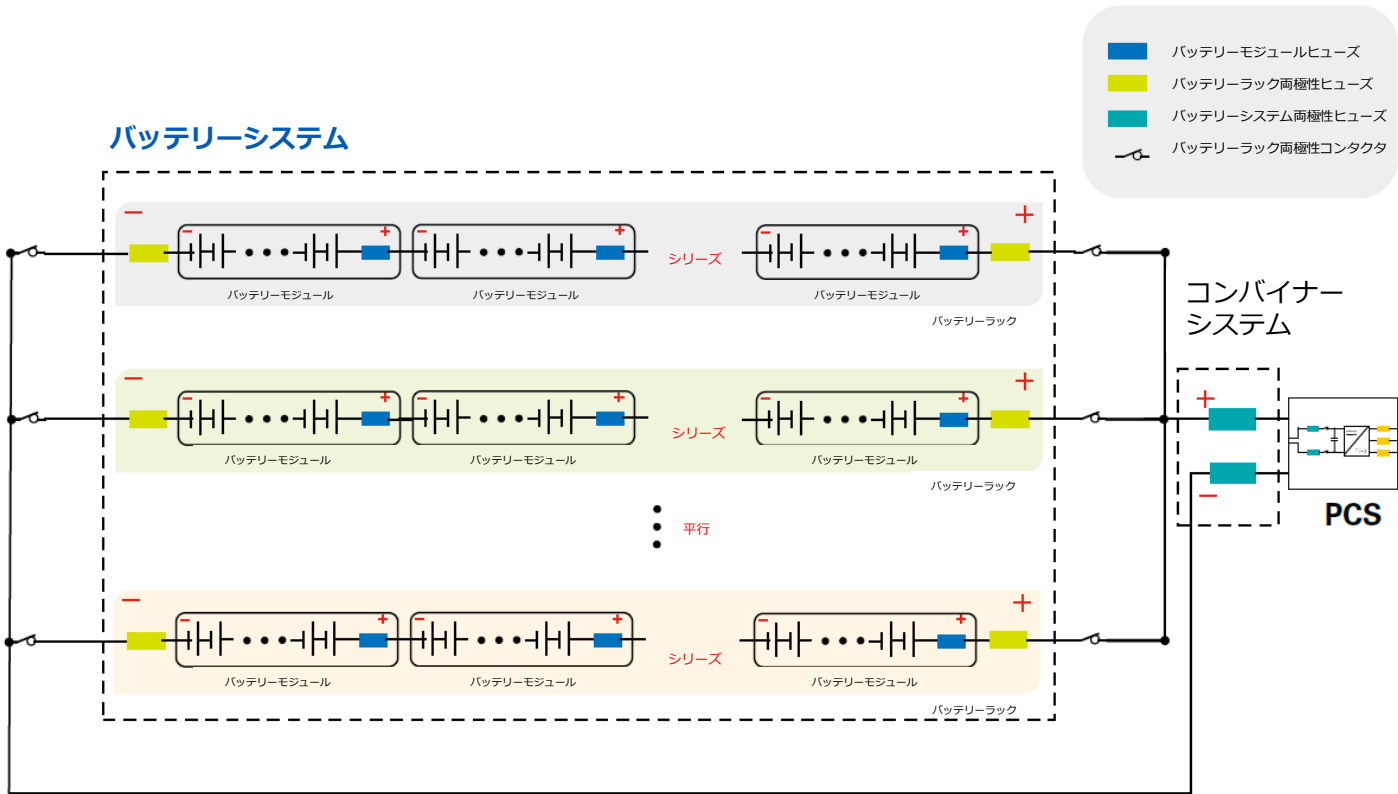 バッテリーモジュールヒューズ
バッテリーラック両極性ヒューズ
バッテリーシステム両極性ヒューズ
バッテリーラック両極性コンタクタ
バッテリーシステム
− +
− + − + シリーズ − +
バッテリーモジュール バッテリーモジュール バッテリーモジュール
バッテリーラック
コンバイナー
システム
− +
− + − + シリーズ − +
バッテリーモジュール バッテリーモジュール バッテリーモジュール
バッテリーラック
+
−
PCS
平行
− +
− + − + シリーズ − +
バッテリーモジュール バッテリーモジュール バッテリーモジュール
バッテリーラック